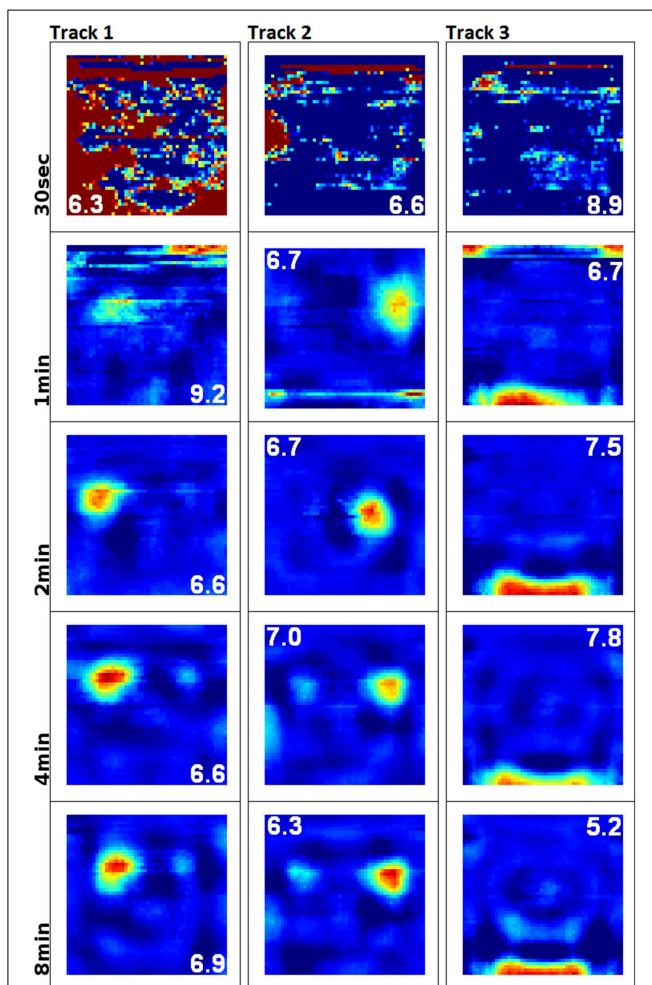 Track 1 Track 2 Track 3
30sec
6.3 6.6 8.9
1min
9.2 6.7 6.7
2min
6.6 6.7 7.5
4min
6.6 7.0 7.8
8min
6.9 6.3 5.2